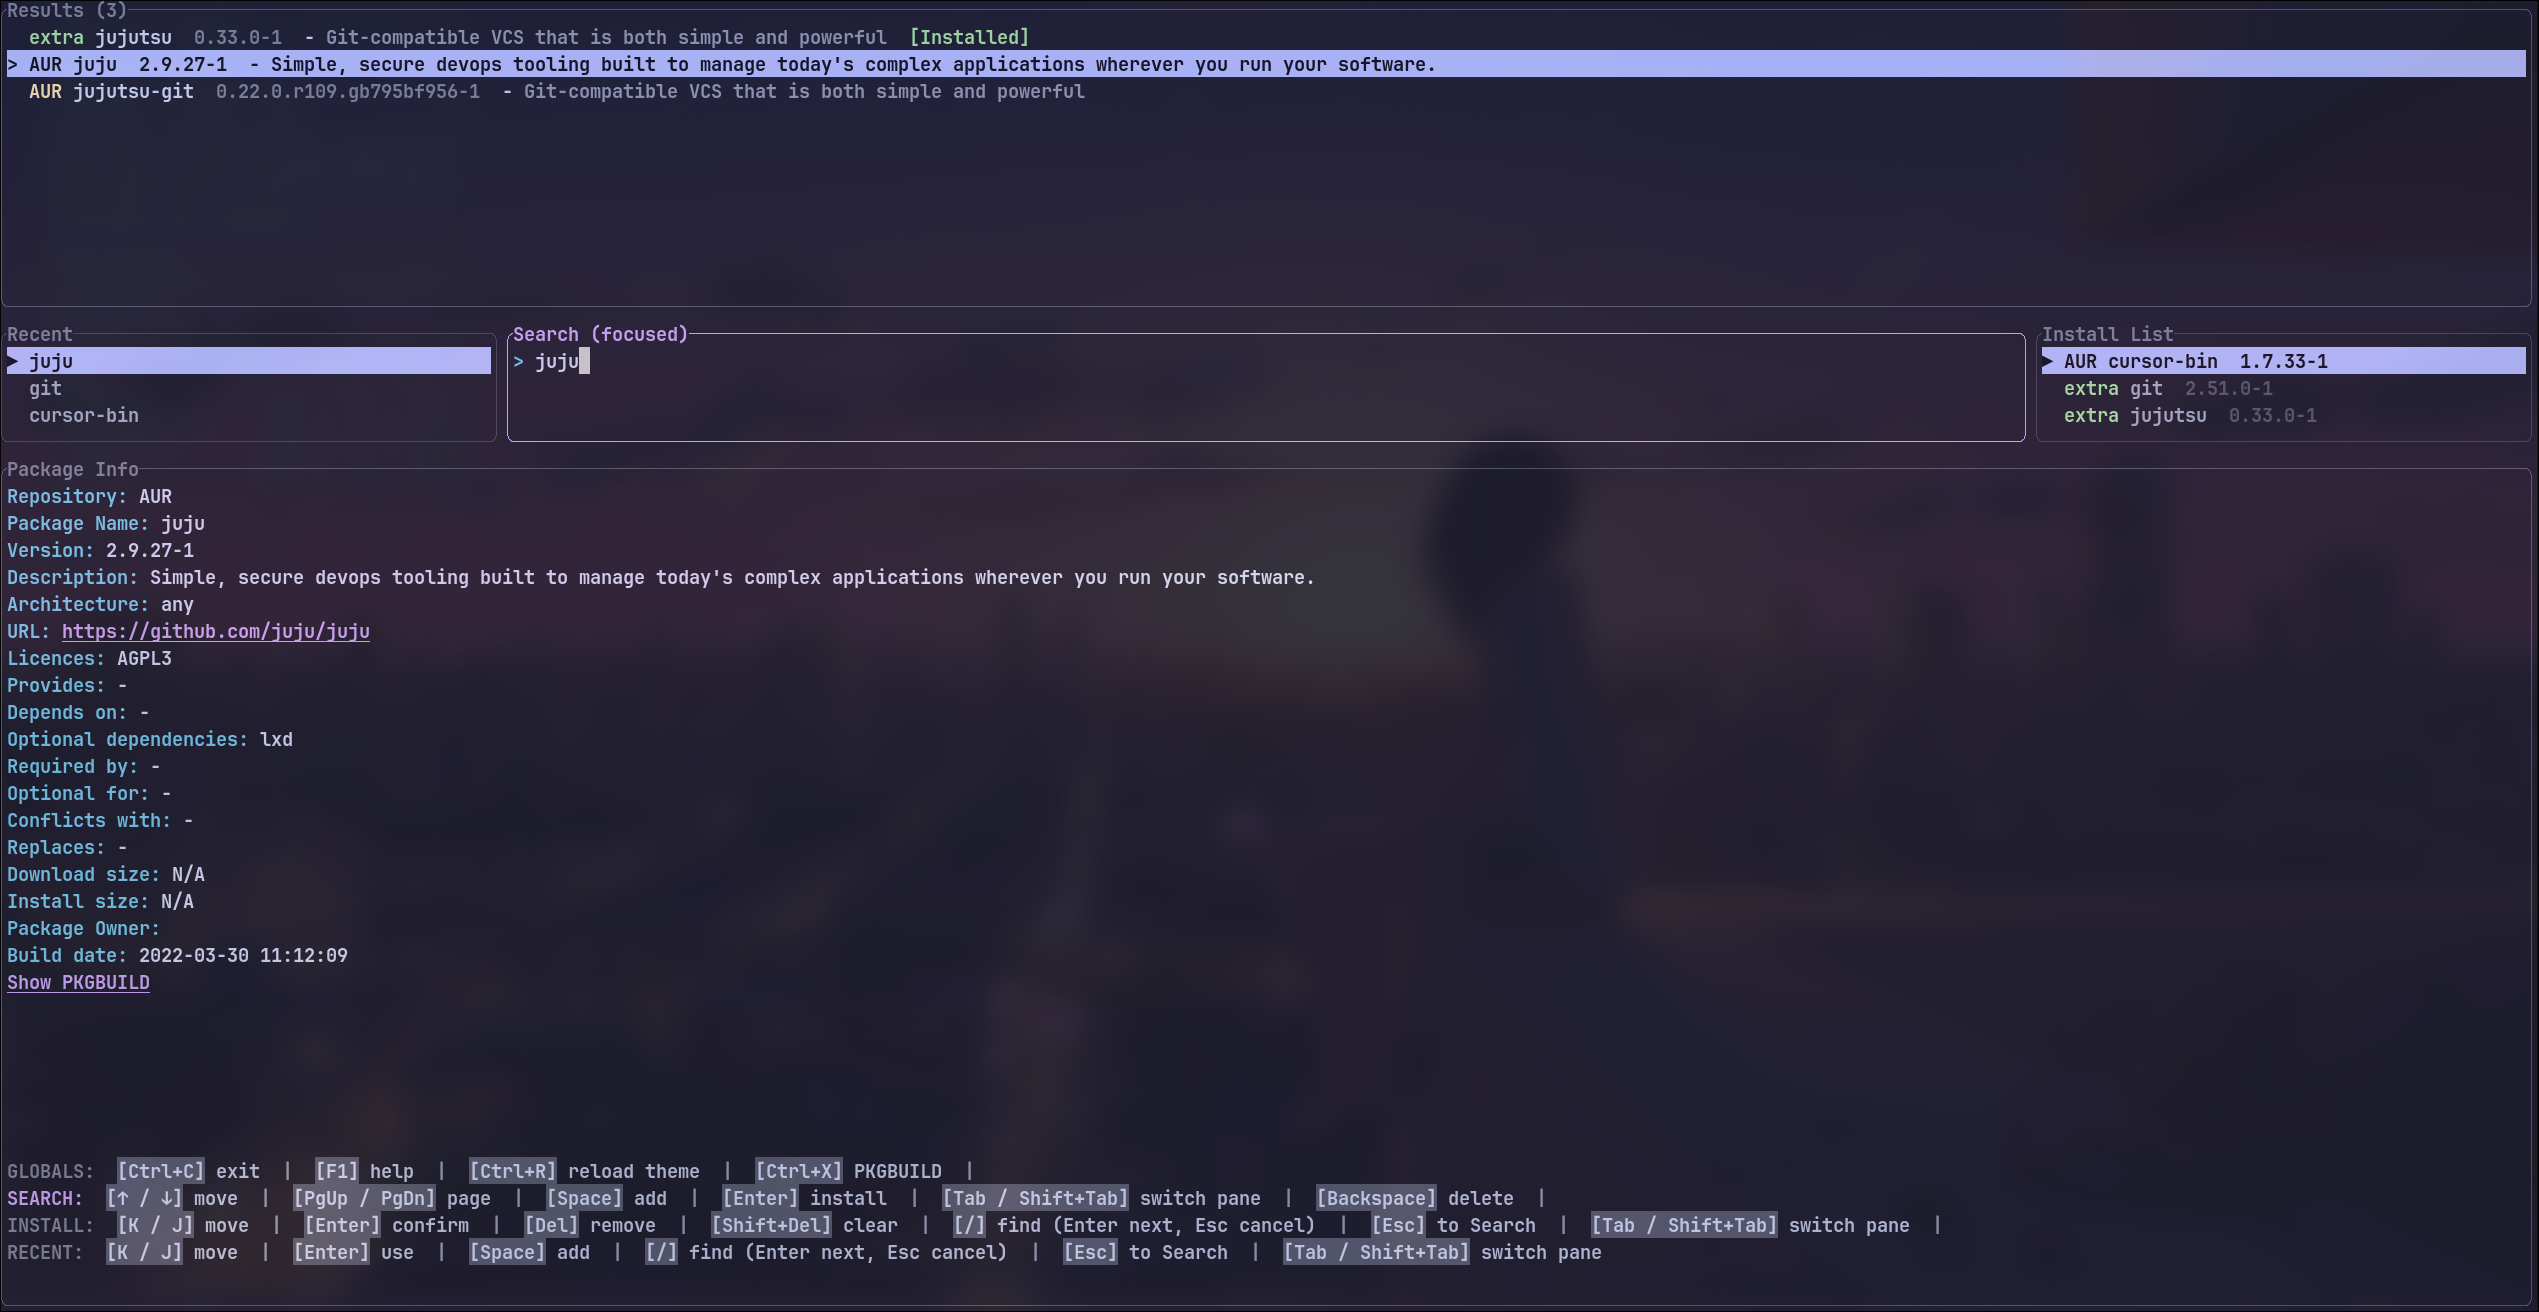 Results (3)
extra jujutsu 0.33.0-1 - Git-compatible VCS that is both simple and powerful [Installed]
> AUR juju 2.9.27-1 - Simple, secure devops tooling built to manage today's complex applications wherever you run your software.
AUR jujutsu-git 0.22.0.r109.gb795bf956-1 - Git-compatible VCS that is both simple and powerful
Recent
▶ juju
git
cursor-bin
Search (focused)
> juju
Install List
▶ AUR cursor-bin 1.7.33-1
extra git 2.51.0-1
extra jujutsu 0.33.0-1
Package Info
Repository: AUR
Package Name: juju
Version: 2.9.27-1
Description: Simple, secure devops tooling built to manage today's complex applications wherever you run your software.
Architecture: any
URL: https://github.com/juju/juju
Licences: AGPL3
Provides: -
Depends on: -
Optional dependencies: lxd
Required by: -
Optional for: -
Conflicts with: -
Replaces: -
Download size: N/A
Install size: N/A
Package Owner:
Build date: 2022-03-30 11:12:09
Show PKGBUILD
GLOBALS: [Ctrl+C] exit | [F1] help | [Ctrl+R] reload theme | [Ctrl+X] PKGBUILD |
SEARCH: [↑ / ↓] move | [PgUp / PgDn] page | [Space] add | [Enter] install | [Tab / Shift+Tab] switch pane | [Backspace] delete |
INSTALL: [K / J] move | [Enter] confirm | [Del] remove | [Shift+Del] clear | [/] find (Enter next, Esc cancel) | [Esc] to Search | [Tab / Shift+Tab] switch pane |
RECENT: [K / J] move | [Enter] use | [Space] add | [/] find (Enter next, Esc cancel) | [Esc] to Search | [Tab / Shift+Tab] switch pane